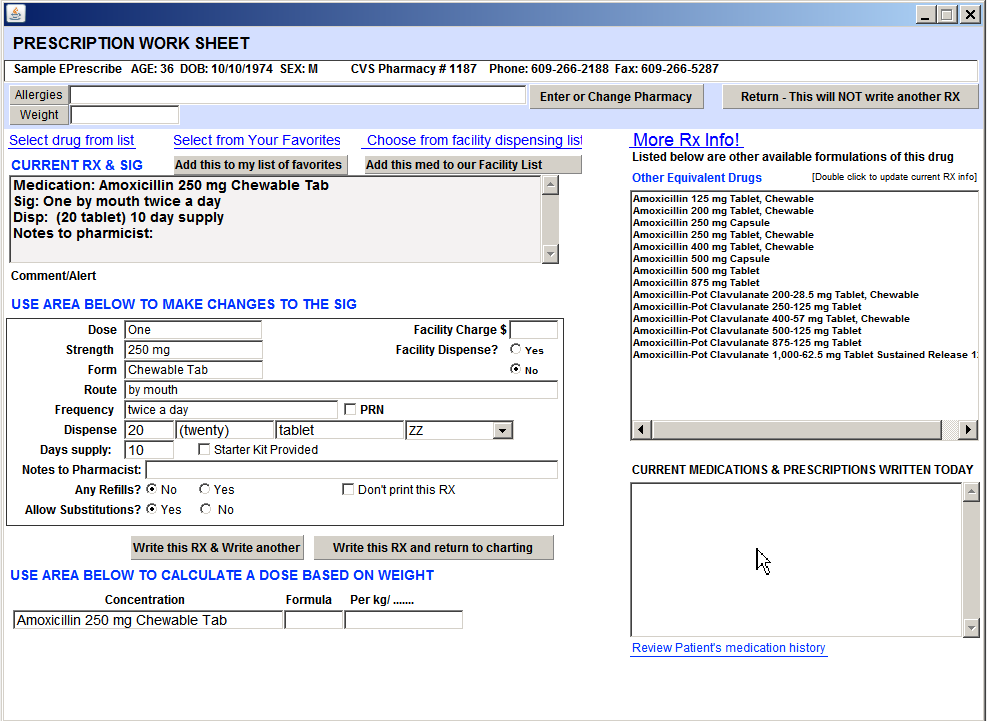 PRESCRIPTION WORK SHEET
Sample EPrescribe AGE: 36 DOB: 10/10/1974 SEX: M CVS Pharmacy # 1187 Phone: 609-266-2188 Fax: 609-266-5287
Allergies Enter or Change Pharmacy Return - This will NOT write another RX
Weight
Select drug from list Select from Your Favorites Choose from facility dispensing list
CURRENT RX & SIG Add this to my list of favorites Add this med to our Facility List
Medication: Amoxicillin 250 mg Chewable Tab
Sig: One by mouth twice a day
Disp: (20 tablet) 10 day supply
Notes to pharmicist:
Comment/Alert
USE AREA BELOW TO MAKE CHANGES TO THE SIG
Dose One Facility Charge $
Strength 250 mg Facility Dispense? Yes
Form Chewable Tab No
Route by mouth
Frequency twice a day PRN
Dispense 20 (twenty) tablet ZZ
Days supply: 10 Starter Kit Provided
Notes to Pharmacist:
Any Refills? No Yes Don't print this RX
Allow Substitutions? Yes No
Write this RX & Write another Write this RX and return to charting
USE AREA BELOW TO CALCULATE A DOSE BASED ON WEIGHT
Concentration Formula Per kg/ .......
Amoxicillin 250 mg Chewable Tab
More Rx Info!
Listed below are other available formulations of this drug
Other Equivalent Drugs [Double click to update current RX info]
Amoxicillin 125 mg Tablet, Chewable
Amoxicillin 200 mg Tablet, Chewable
Amoxicillin 250 mg Capsule
Amoxicillin 250 mg Tablet, Chewable
Amoxicillin 400 mg Tablet, Chewable
Amoxicillin 500 mg Capsule
Amoxicillin 500 mg Tablet
Amoxicillin 875 mg Tablet
Amoxicillin-Pot Clavulanate 200-28.5 mg Tablet, Chewable
Amoxicillin-Pot Clavulanate 250-125 mg Tablet
Amoxicillin-Pot Clavulanate 400-57 mg Tablet, Chewable
Amoxicillin-Pot Clavulanate 500-125 mg Tablet
Amoxicillin-Pot Clavulanate 875-125 mg Tablet
Amoxicillin-Pot Clavulanate 1,000-62.5 mg Tablet Sustained Release
CURRENT MEDICATIONS & PRESCRIPTIONS WRITTEN TODAY
Review Patient's medication history